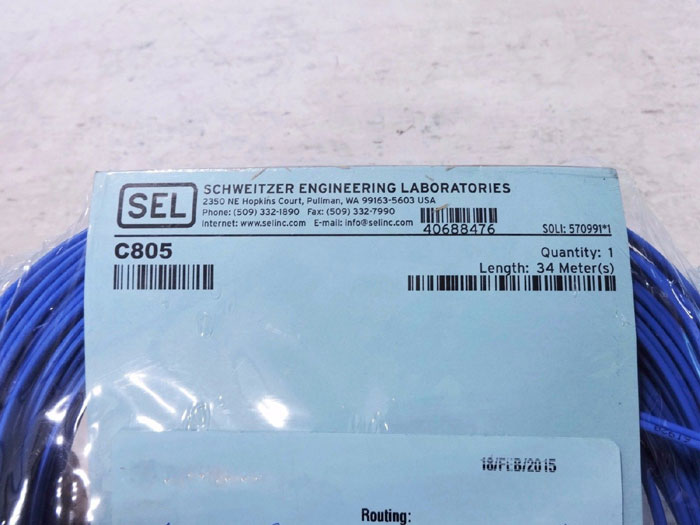 SEL
SCHWEITZER ENGINEERING LABORATORIES
2350 NE Hopkins Court, Pullman, WA 99163-5603 USA
Phone: (509) 332-1890 Fax: (509) 332-7990
Internet: www.selinc.com E-mail: info@selinc.com
40688476
SOLI: 570991*1
C805
Quantity: 1
Length: 34 Meter(s)
18/FEB/2015
Routing: